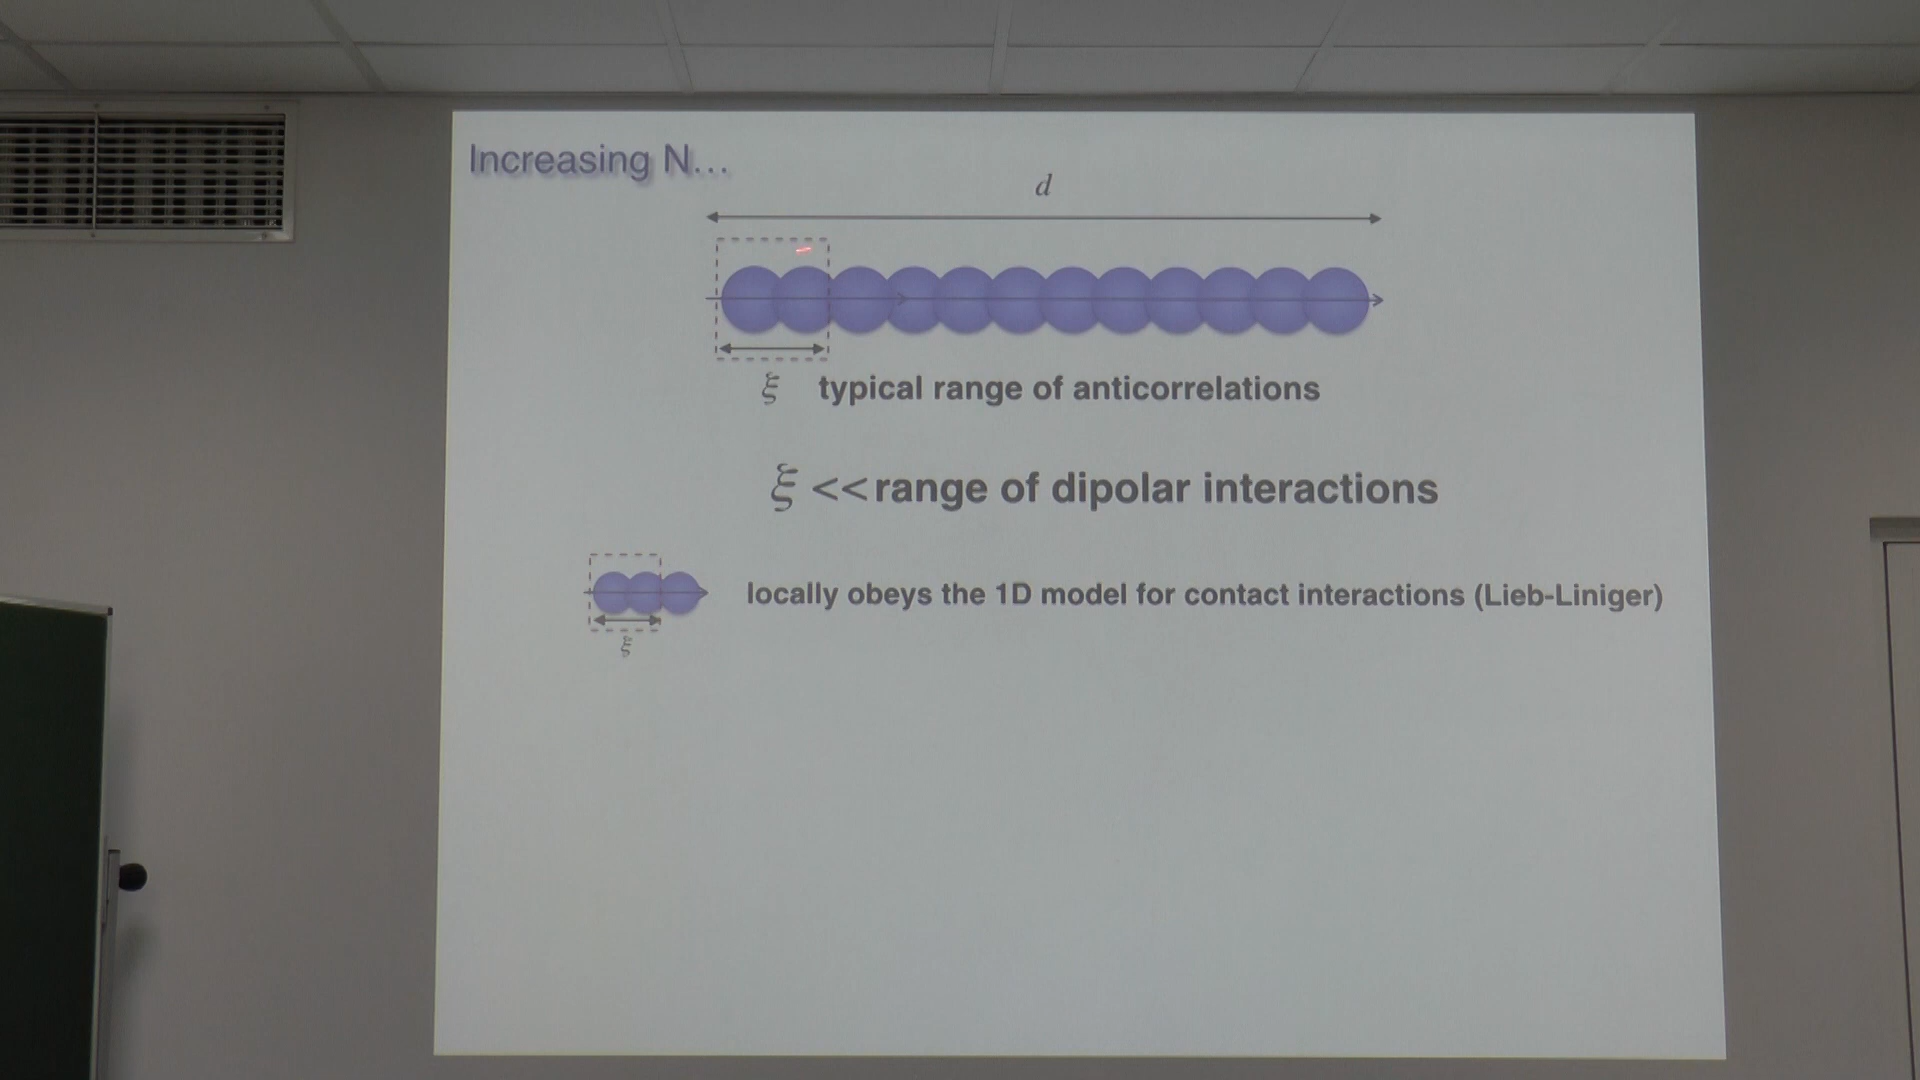 Increasing N...
d
ξ typical range of anticorrelations
ξ << range of dipolar interactions
locally obeys the 1D model for contact interactions (Lieb-Liniger)
ξ